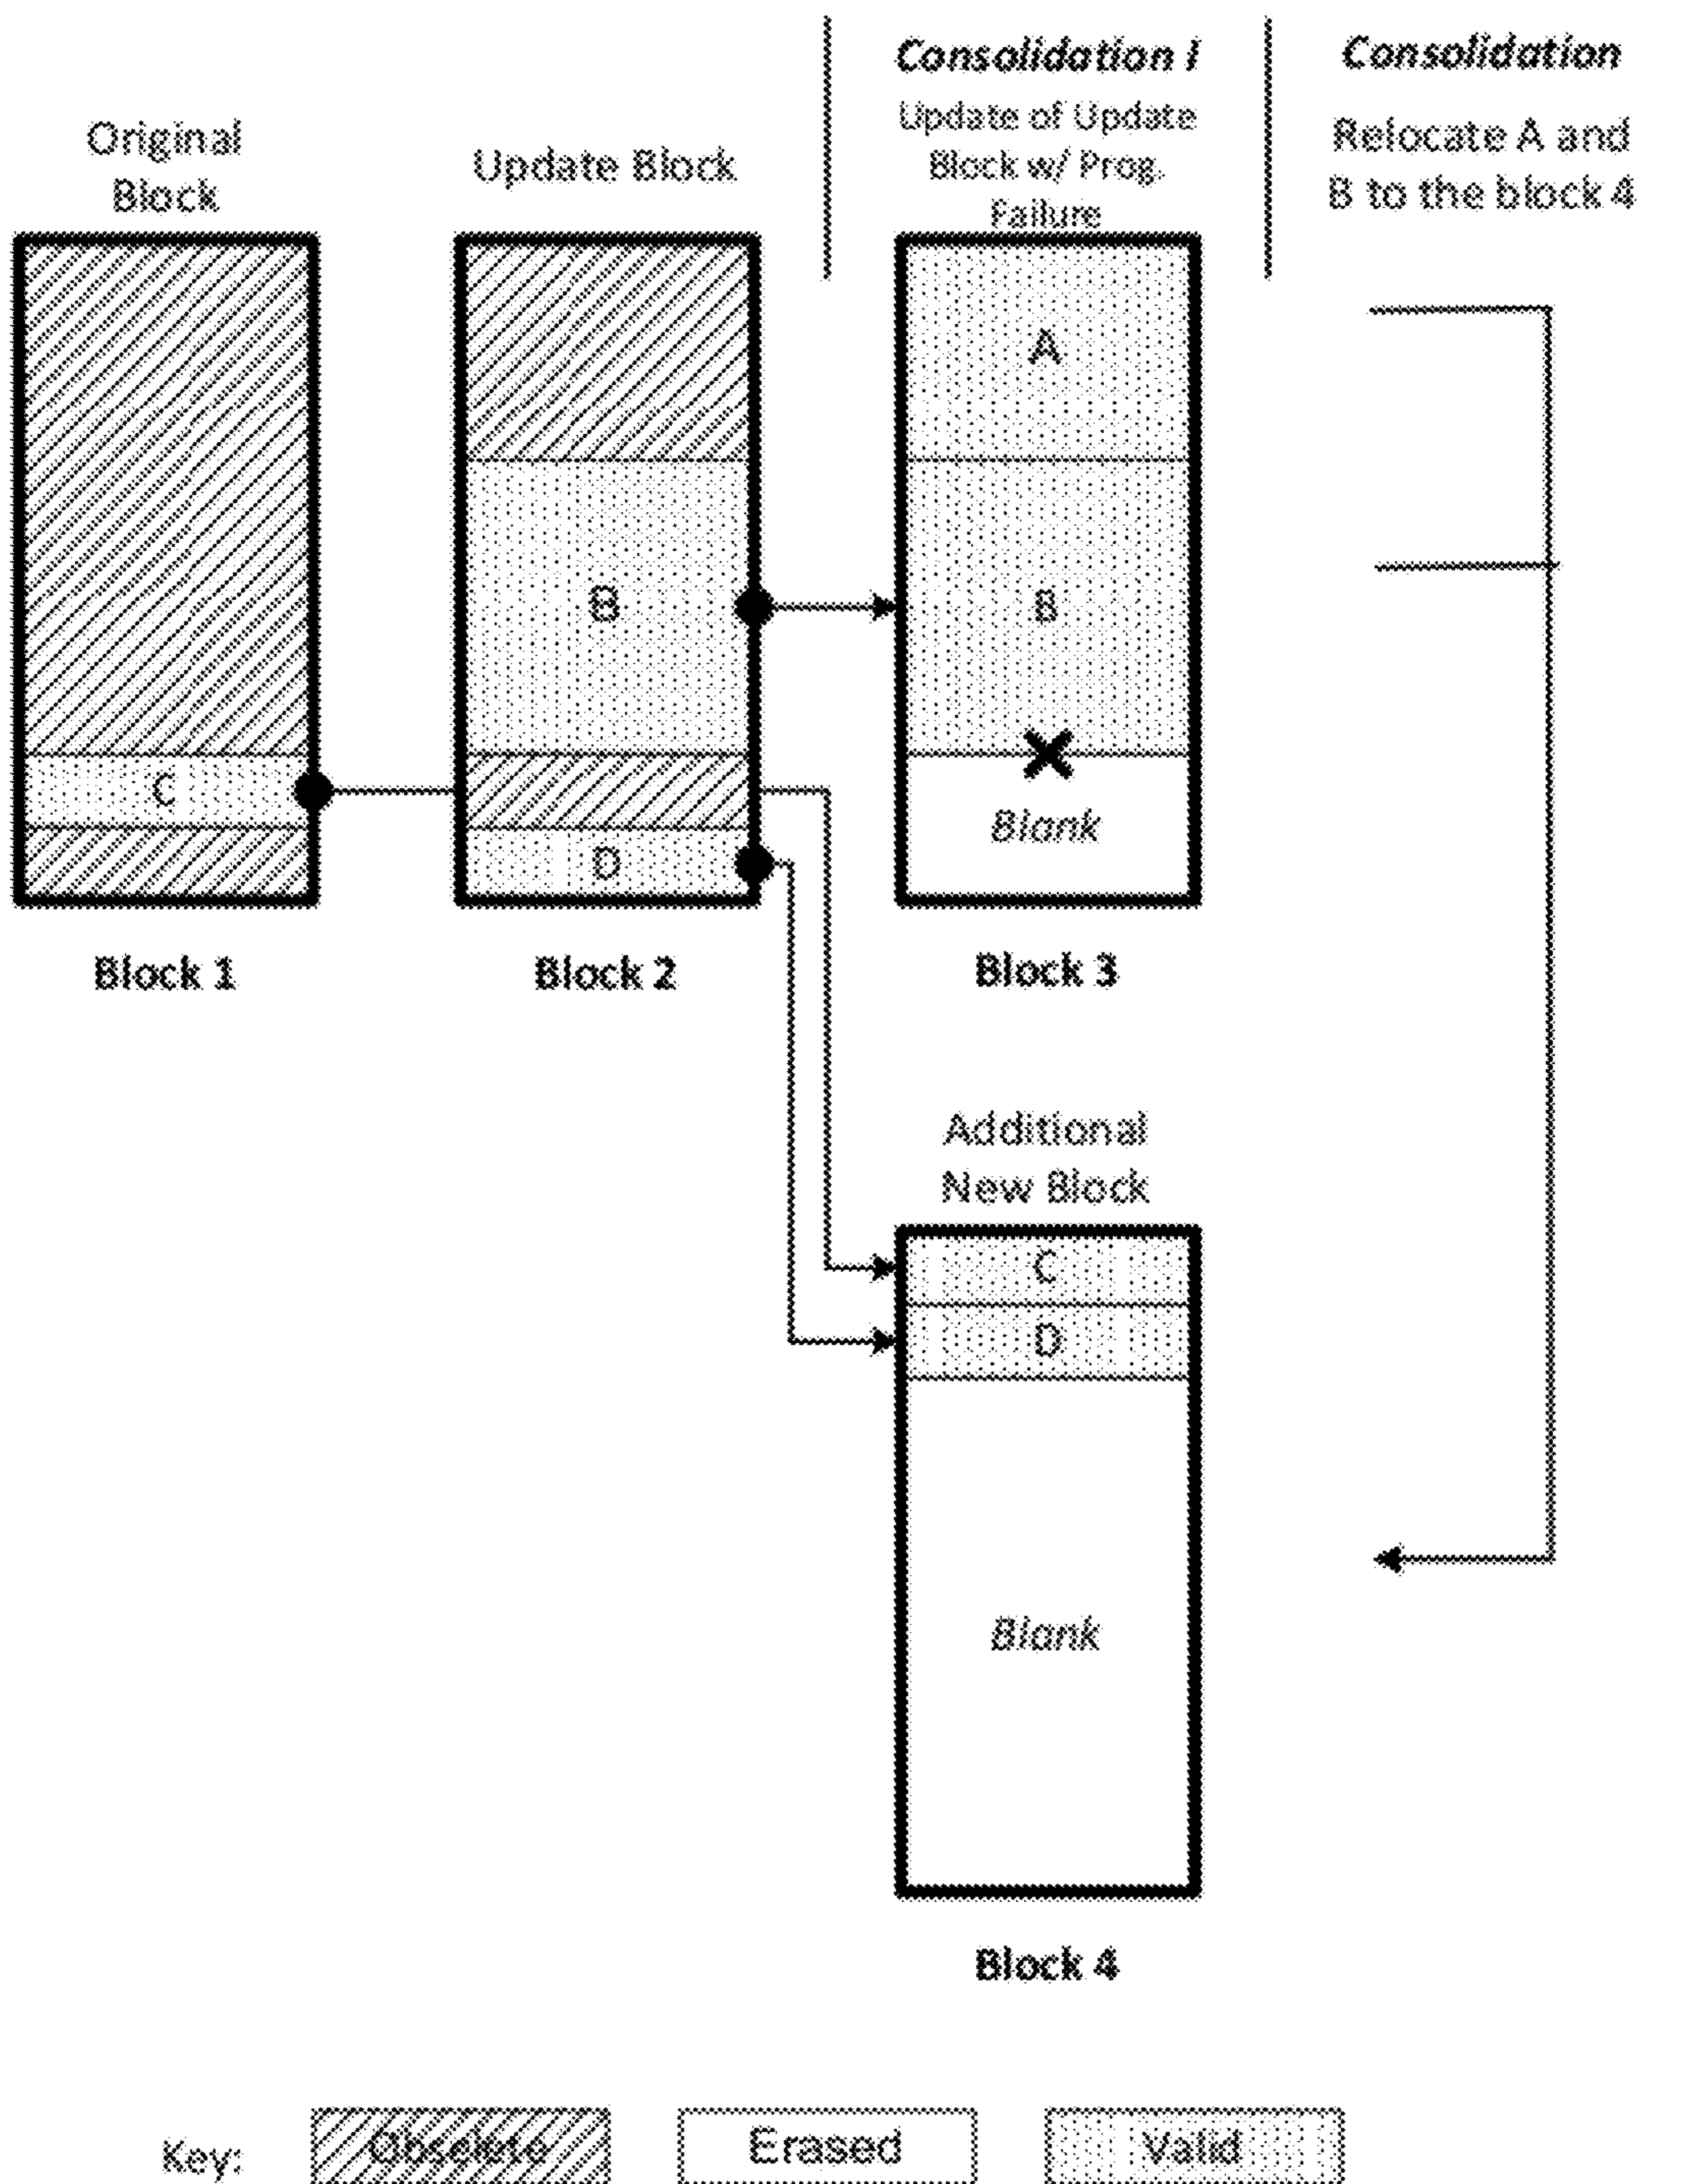 Consolidation I
Consolidation
Original
Block
Update Block
Update of Update
Block w/ Prog.
Failure
Relocate A and
B to the block 4
A
B
B
C
D
Blank
Block 1
Block 2
Block 3
Additional
New Block
C
D
Blank
Block 4
Key:
Obsolete
Erased
Valid